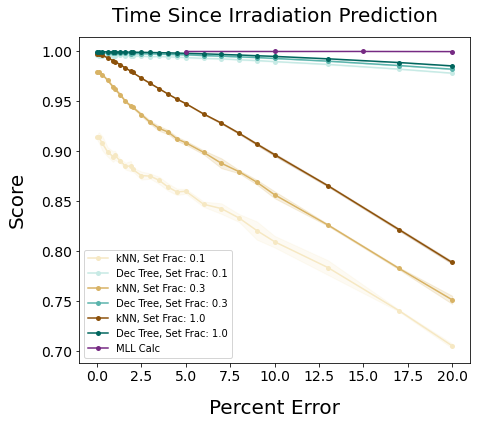 Time Since Irradiation Prediction
Score
1.00
0.95
0.90
0.85
0.80
0.75
0.70
kNN, Set Frac: 0.1
Dec Tree, Set Frac: 0.1
kNN, Set Frac: 0.3
Dec Tree, Set Frac: 0.3
kNN, Set Frac: 1.0
Dec Tree, Set Frac: 1.0
MLL Calc
0.0 2.5 5.0 7.5 10.0 12.5 15.0 17.5 20.0
Percent Error